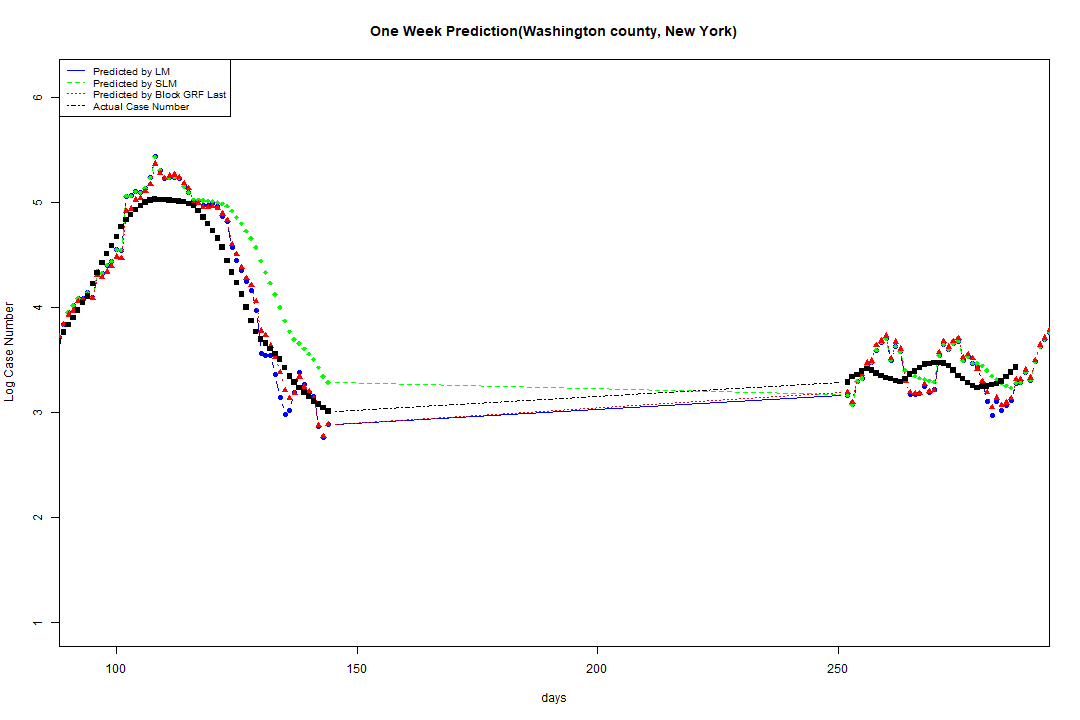 One Week Prediction(Washington county, New York)
Predicted by LM
Predicted by SLM
Predicted by Block GRF Last
Actual Case Number
6
5
4
3
2
1
Log Case Number
100 150 200 250
days